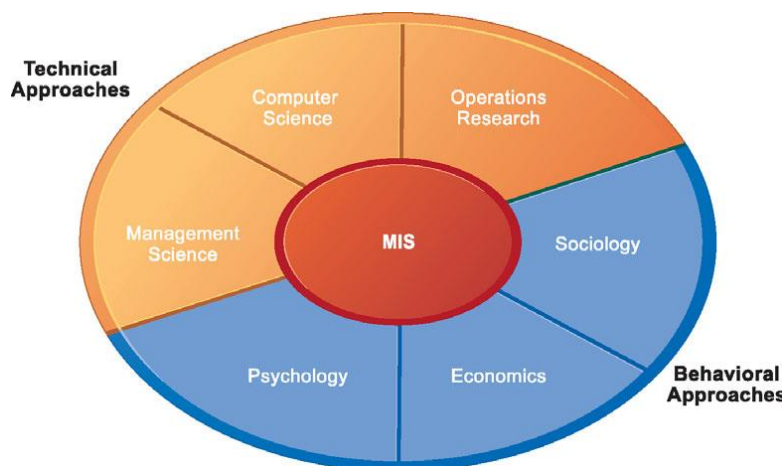 Technical
Approaches
Computer
Science
Operations
Research
Management
Science
MIS
Sociology
Psychology
Economics
Behavioral
Approaches